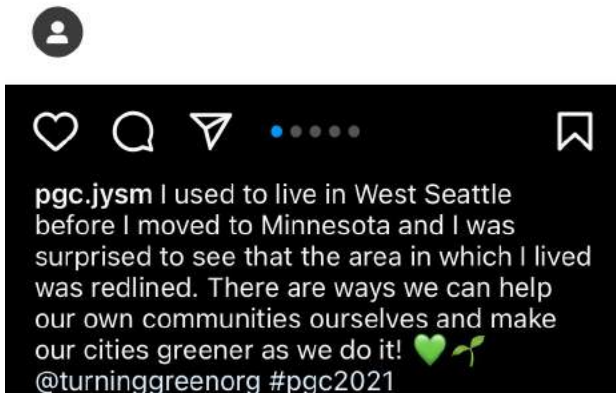 pgc.jysm I used to live in West Seattle
before I moved to Minnesota and I was
surprised to see that the area in which I lived
was redlined. There are ways we can help
our own communities ourselves and make
our cities greener as we do it! 💚🌱
@turninggreenorg #pgc2021